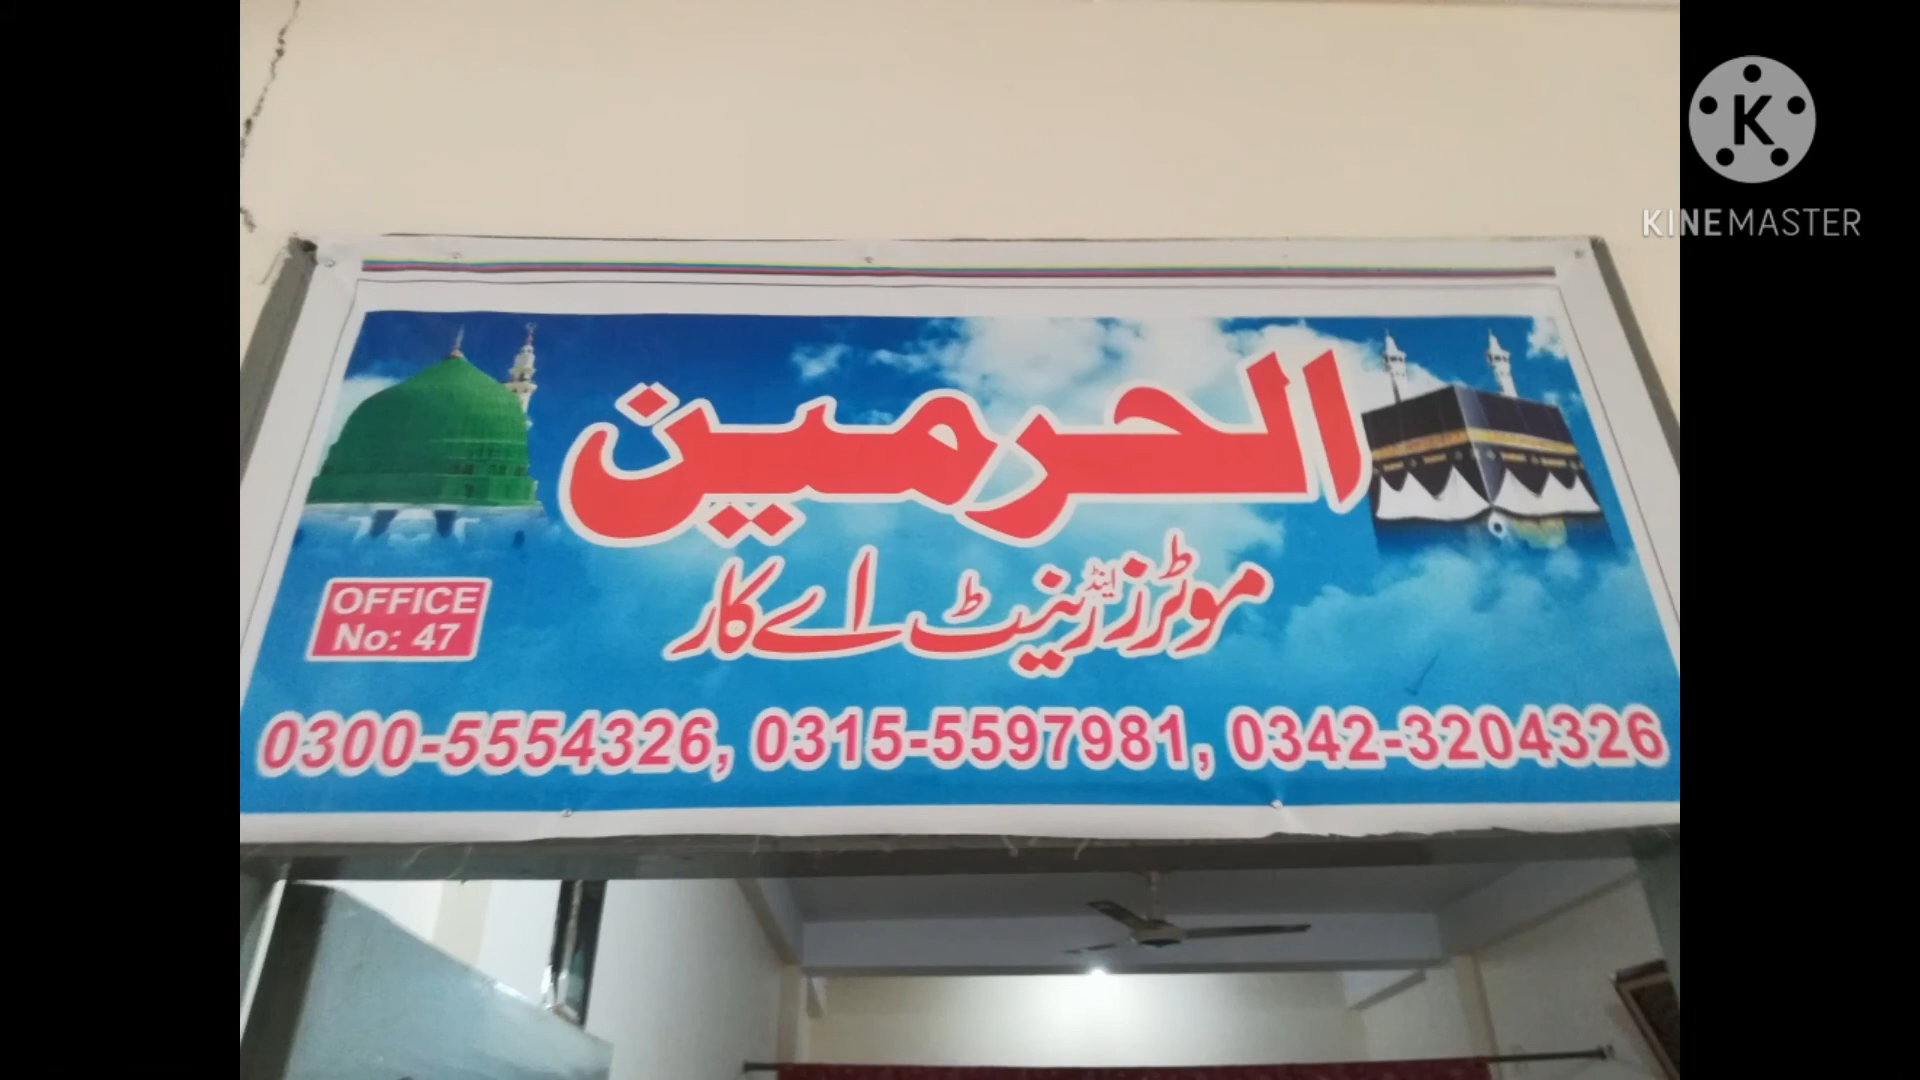 KINEMASTER
الحرمین
موٹرز اینڈ رینٹ اے کار
OFFICE
No: 47
0300-5554326, 0315-5597981, 0342-3204326